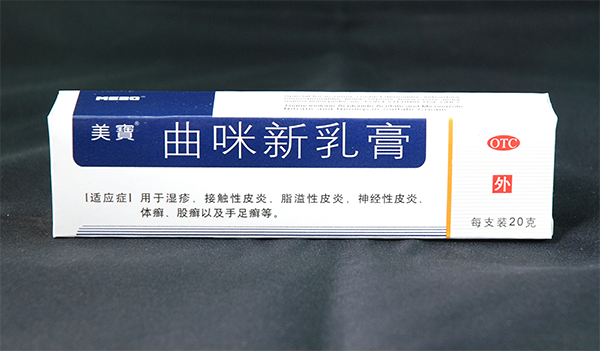 MEBO
美寶®
曲咪新乳膏
OTC
外
|适应症| 用于湿疹、接触性皮炎、脂溢性皮炎、神经性皮炎、
体癣、股癣以及手足癣等。
每支装20克